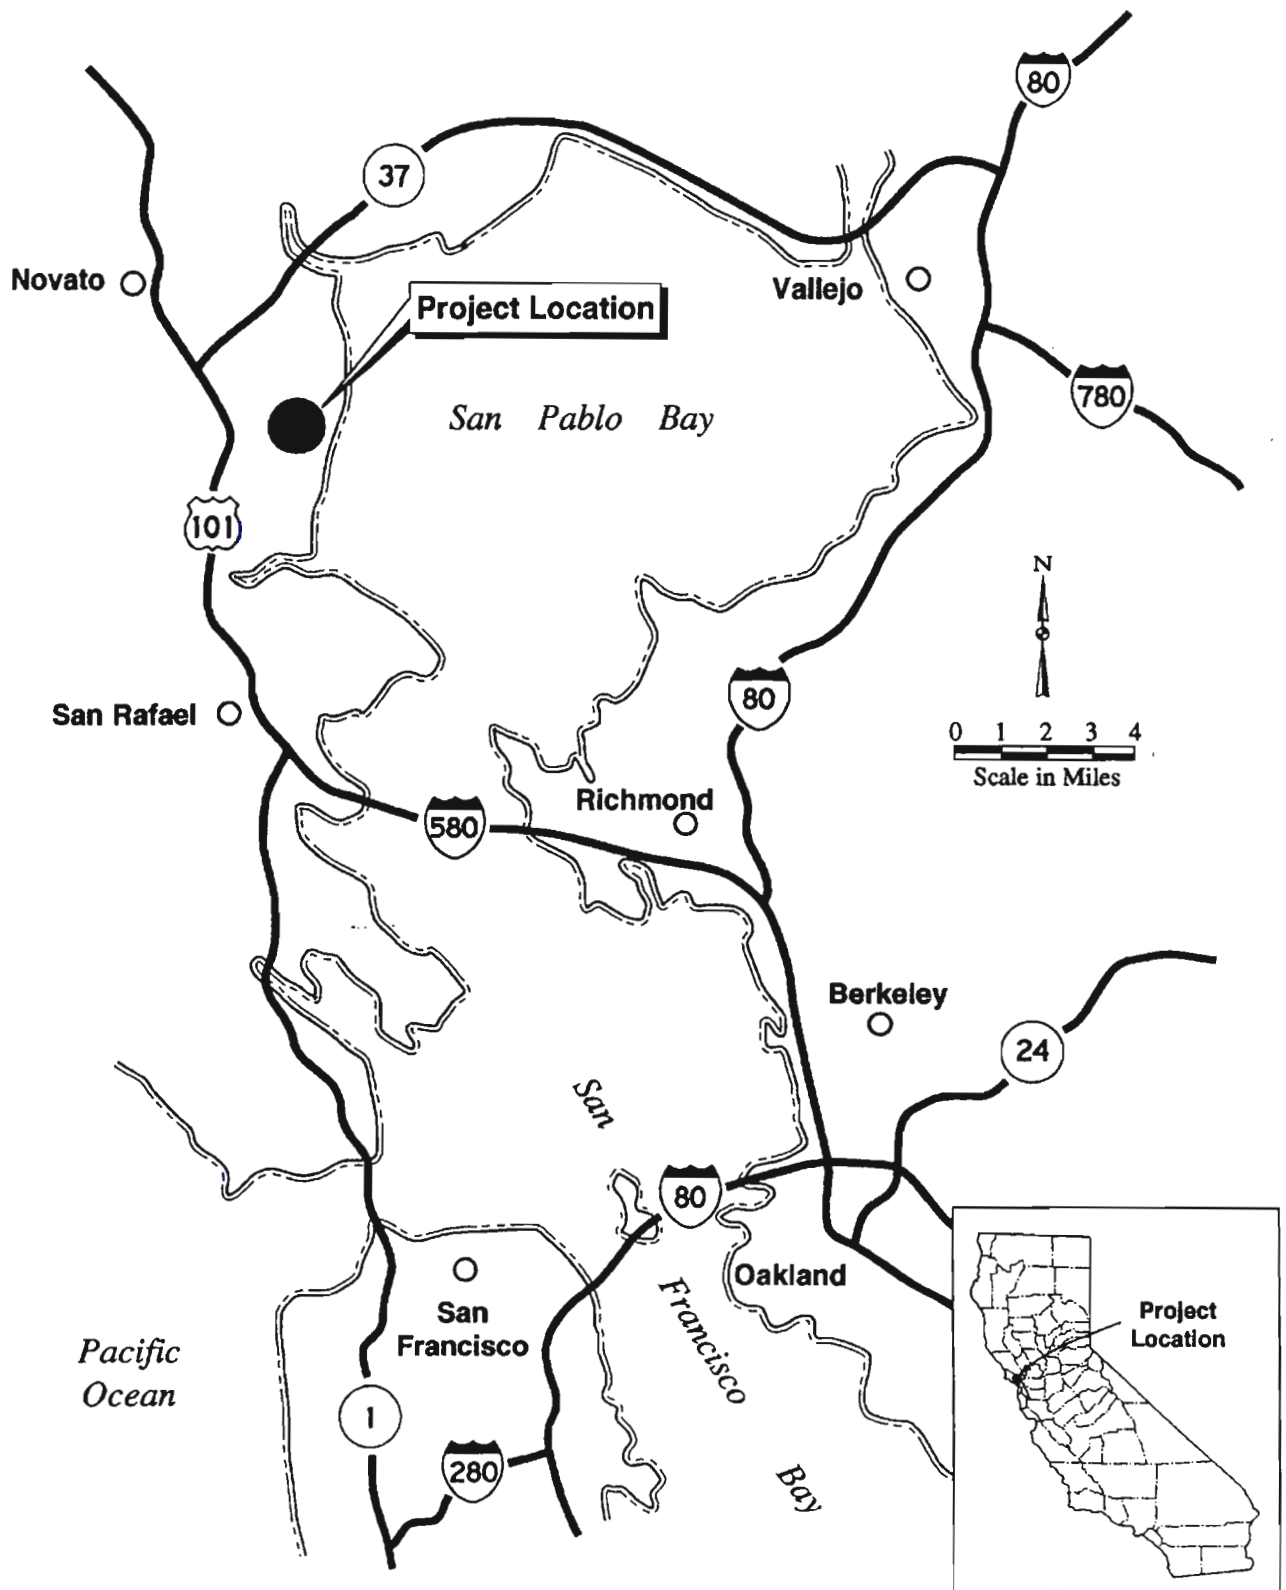 80
37
Novato
Vallejo
Project Location
780
San Pablo Bay
101
N
San Rafael
80
0 1 2 3 4
Scale in Miles
Richmond
580
Berkeley
24
San
80
Oakland
Francisco
San
Francisco
Project
Location
Pacific
Ocean
1
280
Bay